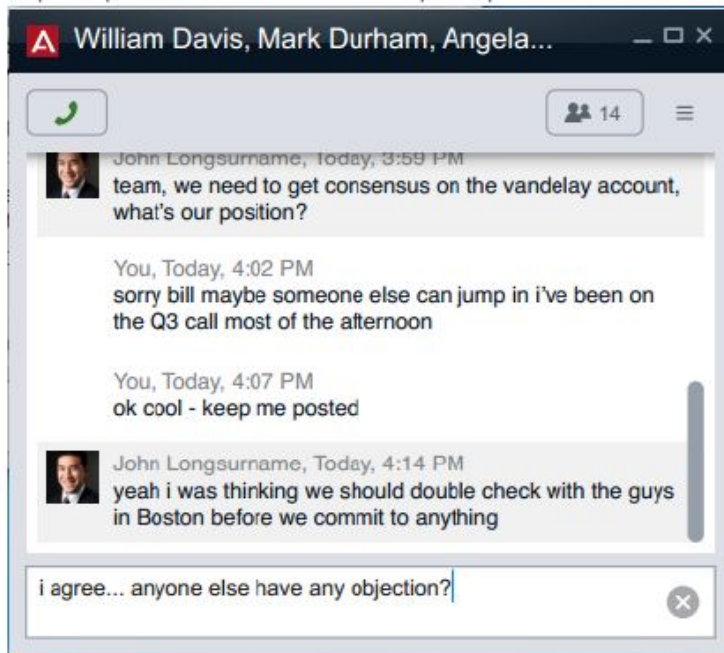 William Davis, Mark Durham, Angela...
14
John Longsurname, Today, 3:59 PM
team, we need to get consensus on the vandelay account,
what's our position?
You, Today, 4:02 PM
sorry bill maybe someone else can jump in i've been on
the Q3 call most of the afternoon
You, Today, 4:07 PM
ok cool - keep me posted
John Longsurname, Today, 4:14 PM
yeah i was thinking we should double check with the guys
in Boston before we commit to anything
i agree... anyone else have any objection?